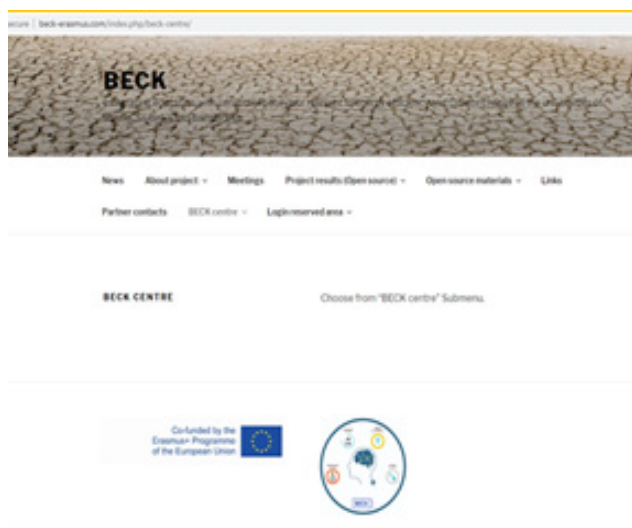 ecure | beck-erasmus.com/index.php/beck-centre/
BECK
News About project Meetings Project results (Open source) Open source materials Links
Partner contacts BECK centre Login reserved area
BECK CENTRE Choose from "BECK centre" Submenu.
Co-funded by the
Erasmus+ Programme
of the European Union
BECK